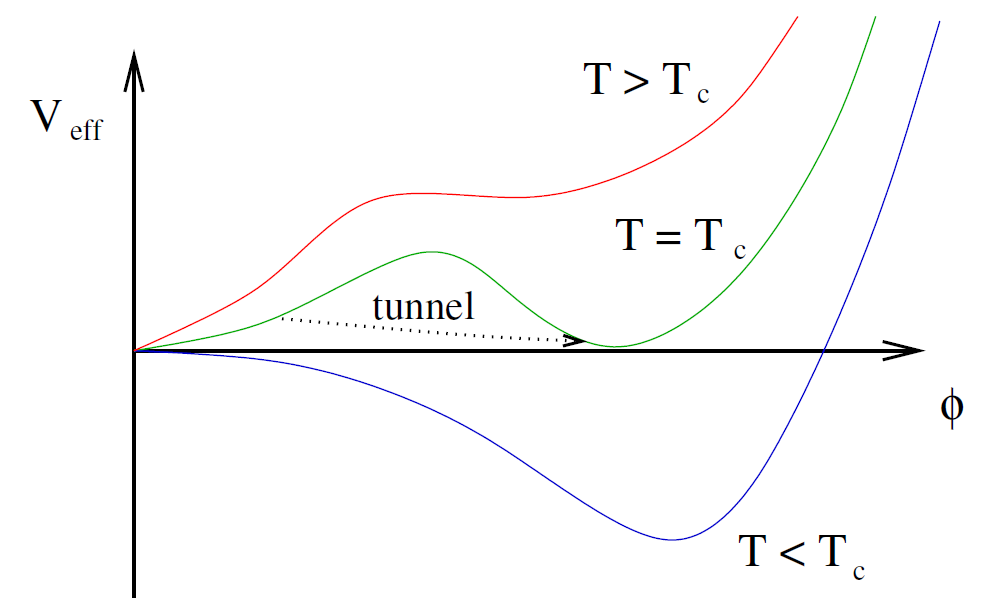 T > T c
V eff
T = T c
tunnel
ϕ
T < T c